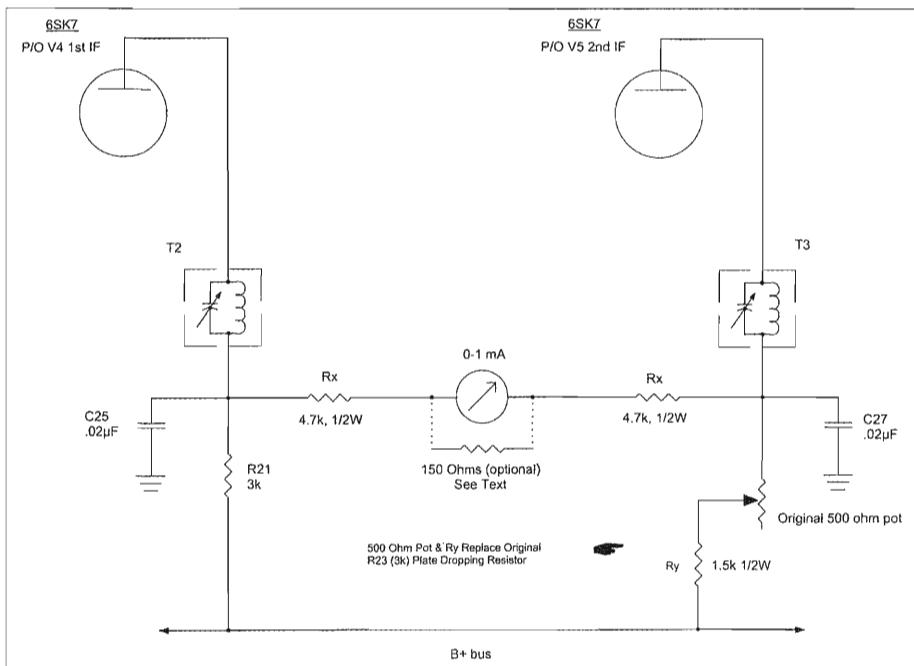 6SK7
P/O V4 1st IF
6SK7
P/O V5 2nd IF
T2
T3
0-1 mA
Rx
4.7k, 1/2W
Rx
4.7k, 1/2W
C25
.02µF
C27
.02µF
R21
3k
150 Ohms (optional)
See Text
Original 500 ohm pot
500 Ohm Pot & Ry Replace Original
R23 (3k) Plate Dropping Resistor
Ry
1.5k 1/2W
B+ bus